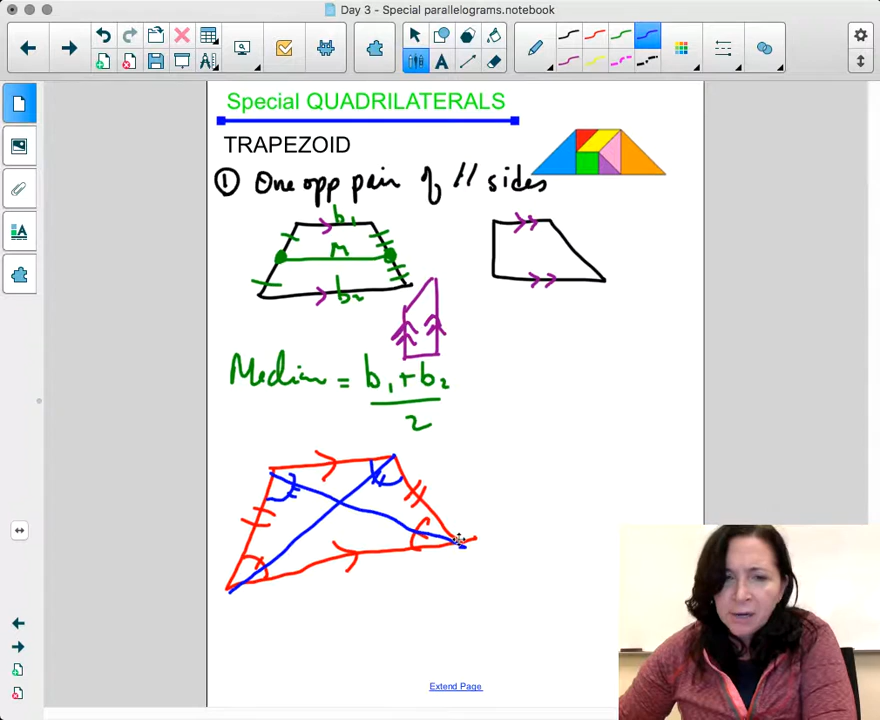 Day 3 - Special parallelograms.notebook
Special QUADRILATERALS
TRAPEZOID
① One opp pair of // sides
b₁
M
b₂
Median = b₁+b₂
2
Extend Page